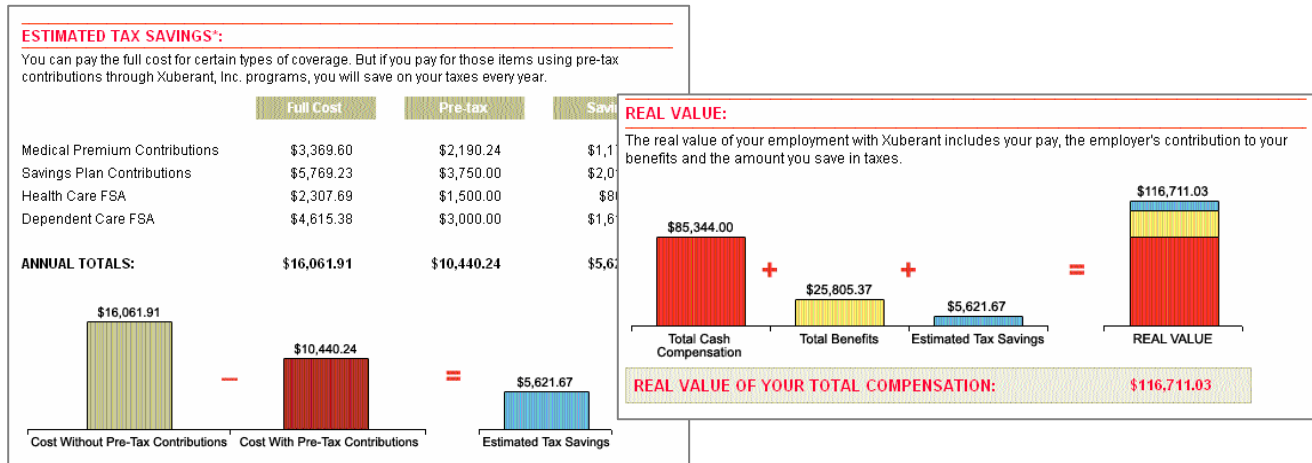 ESTIMATED TAX SAVINGS*:
You can pay the full cost for certain types of coverage. But if you pay for those items using pre-tax
contributions through Xuberant, Inc. programs, you will save on your taxes every year.
Full Cost Pre-tax
Medical Premium Contributions $3,369.60 $2,190.24
Savings Plan Contributions $5,769.23 $3,750.00
Health Care FSA $2,307.69 $1,500.00
Dependent Care FSA $4,615.38 $3,000.00
ANNUAL TOTALS: $16,061.91 $10,440.24
$16,061.91
–
$10,440.24
=
$5,621.67
Cost Without Pre-Tax Contributions Cost With Pre-Tax Contributions Estimated Tax Savings
REAL VALUE:
The real value of your employment with Xuberant includes your pay, the employer's contribution to your
benefits and the amount you save in taxes.
$85,344.00
+
$25,805.37
+
$5,621.67
=
$116,711.03
Total Cash
Compensation
Total Benefits
Estimated Tax Savings
REAL VALUE
REAL VALUE OF YOUR TOTAL COMPENSATION: $116,711.03